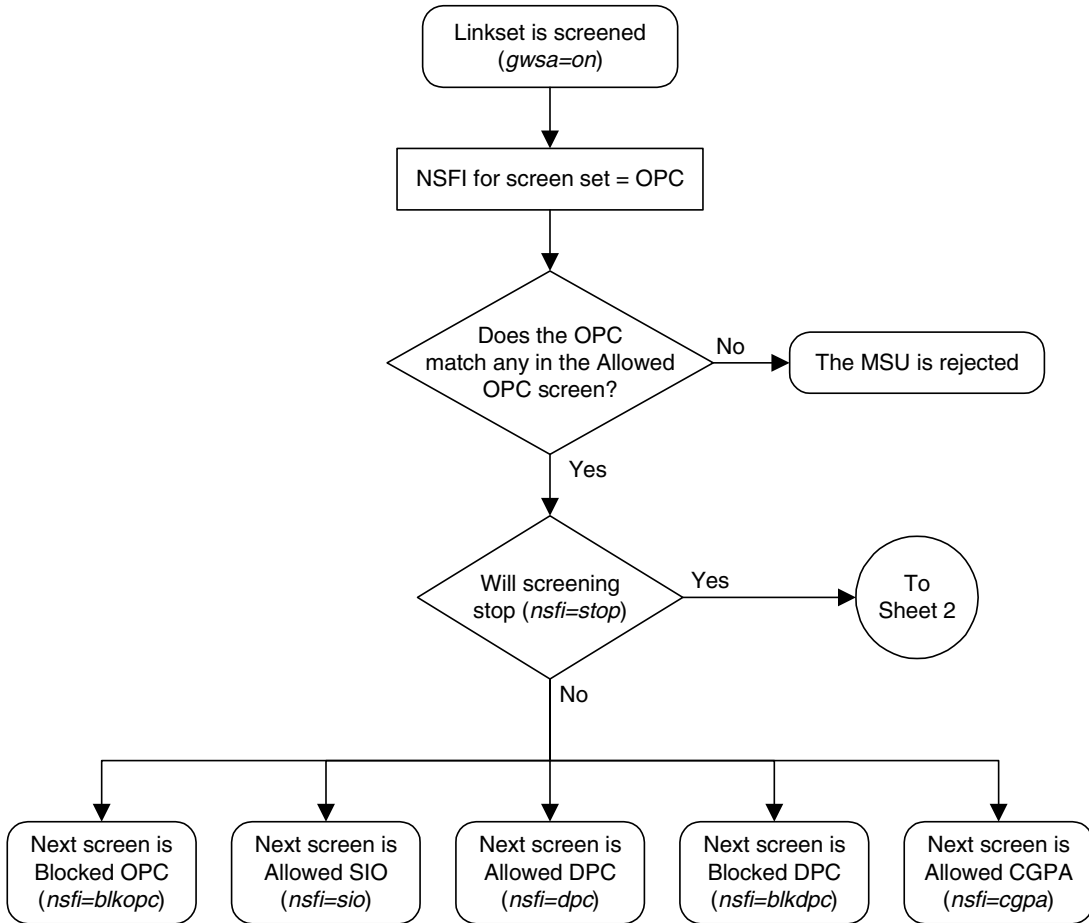 Linkset is screened
(gwsa=on)
NSFI for screen set = OPC
Does the OPC
match any in the Allowed
OPC screen?
No
The MSU is rejected
Yes
Will screening
stop (nsfi=stop)
Yes
To
Sheet 2
No
Next screen is
Blocked OPC
(nsfi=blkopc)
Next screen is
Allowed SIO
(nsfi=sio)
Next screen is
Allowed DPC
(nsfi=dpc)
Next screen is
Blocked DPC
(nsfi=blkdpc)
Next screen is
Allowed CGPA
(nsfi=cgpa)